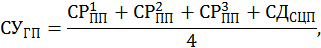 СУ_ГП = (СР¹_ПП + СР²_ПП + СР³_ПП + СД_СЦП) / 4,